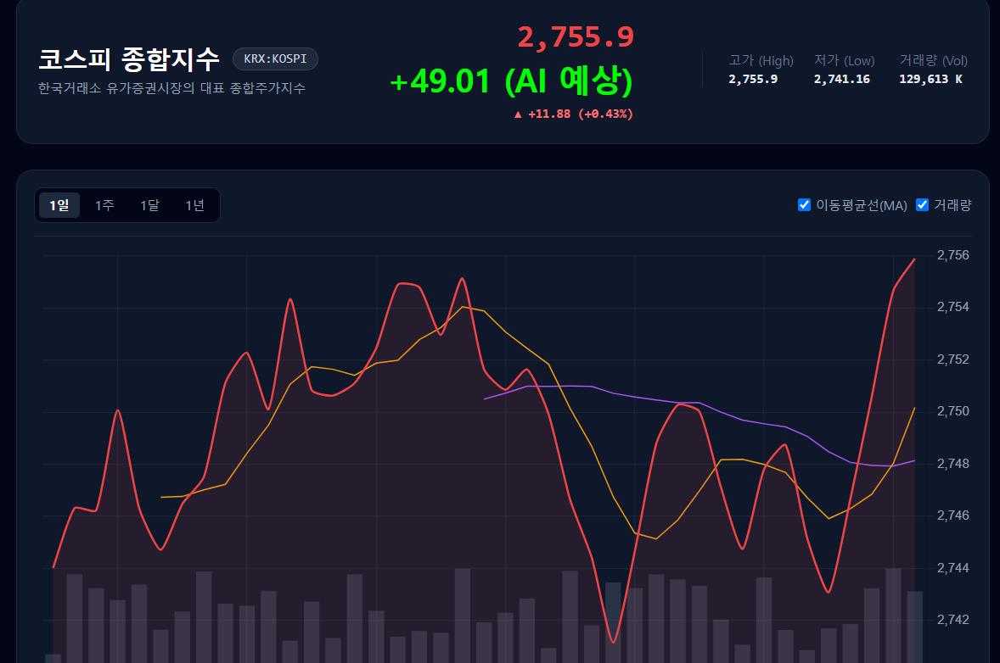 코스피 종합지수 KRX:KOSPI
한국거래소 유가증권시장의 대표 종합주가지수
2,755.9
+49.01 (AI 예상)
▲ +11.88 (+0.43%)
고가 (High) 저가 (Low) 거래량 (Vol)
2,755.9 2,741.16 129,613 K
1일 1주 1달 1년
이동평균선(MA) 거래량
2,756
2,754
2,752
2,750
2,748
2,746
2,744
2,742